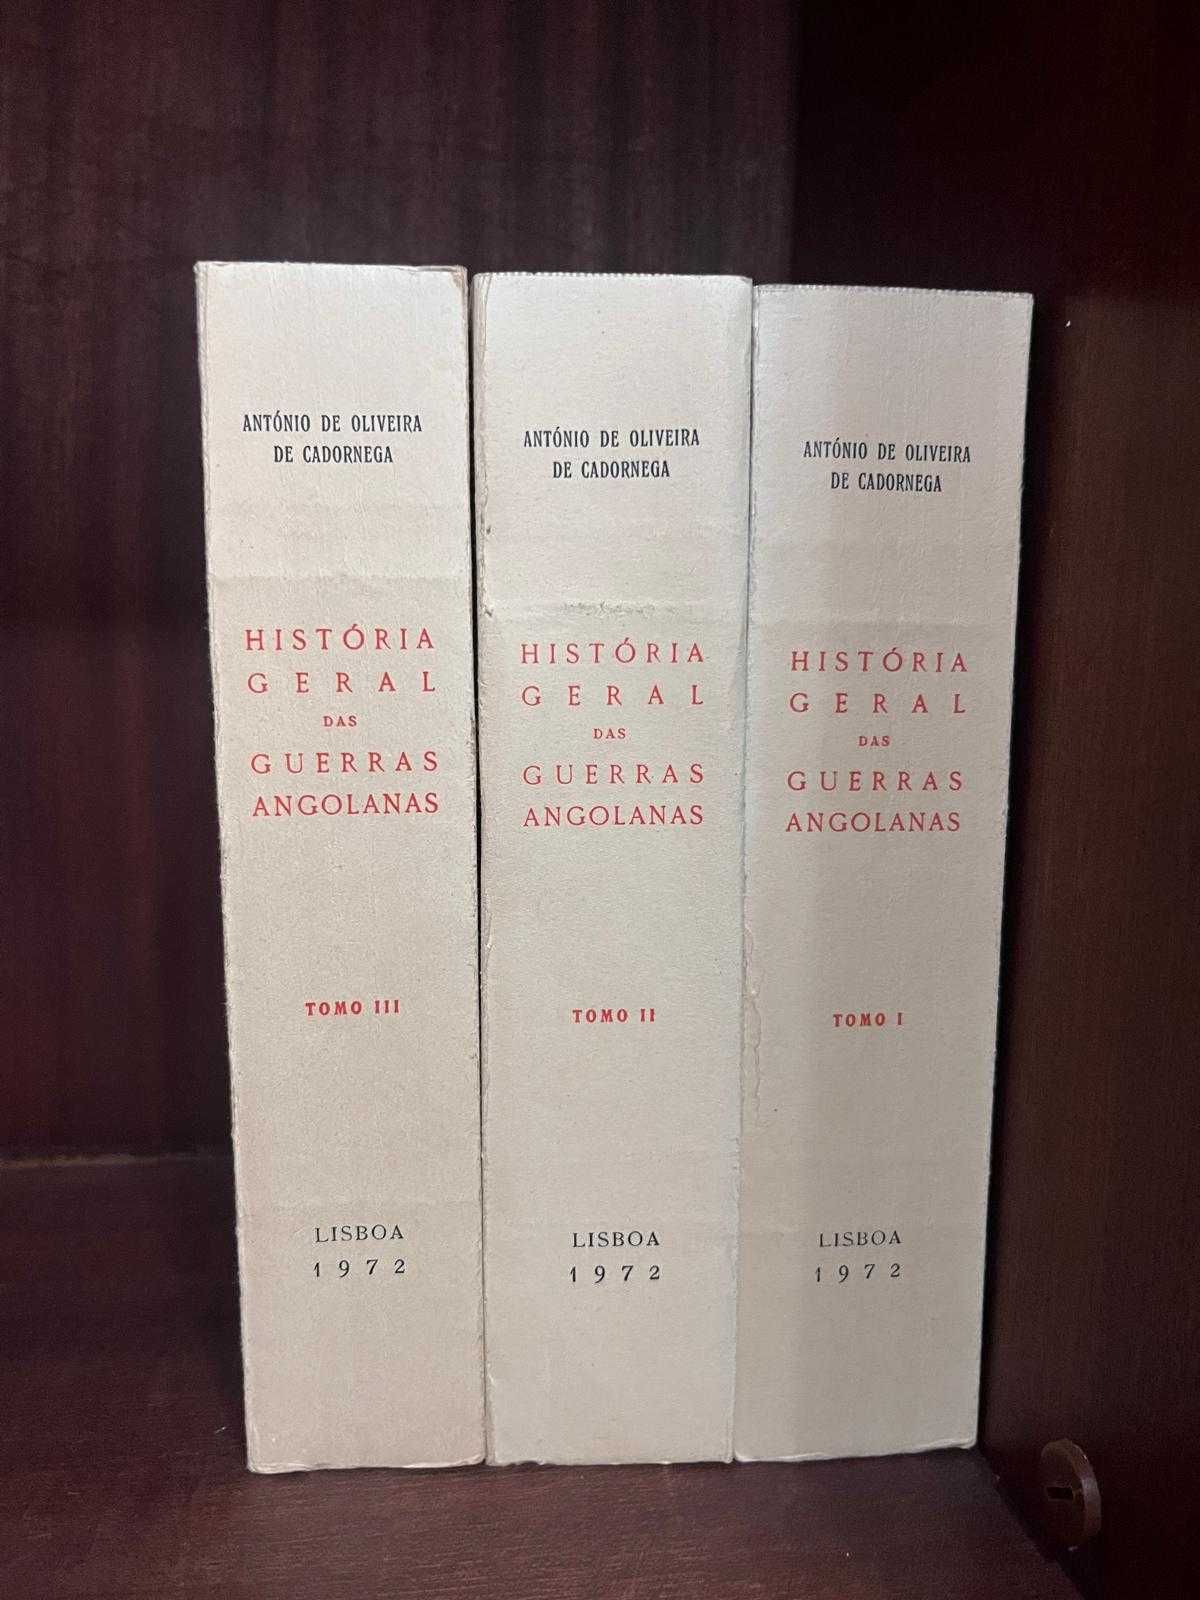 ANTÓNIO DE OLIVEIRA
DE CADORNEGA
HISTÓRIA
GERAL
DAS
GUERRAS
ANGOLANAS
TOMO III
LISBOA
1972
ANTÓNIO DE OLIVEIRA
DE CADORNEGA
HISTÓRIA
GERAL
DAS
GUERRAS
ANGOLANAS
TOMO II
LISBOA
1972
ANTÓNIO DE OLIVEIRA
DE CADORNEGA
HISTÓRIA
GERAL
DAS
GUERRAS
ANGOLANAS
TOMO I
LISBOA
1972